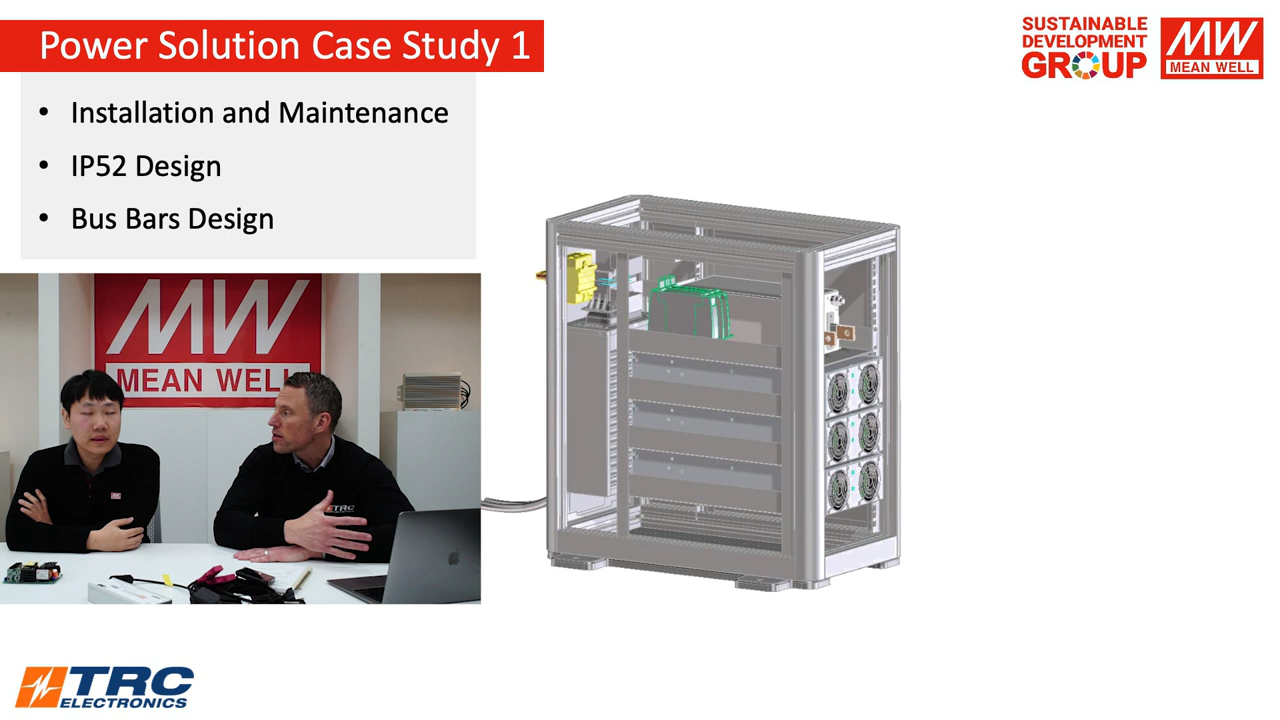 Power Solution Case Study 1
SUSTAINABLE
DEVELOPMENT
GROUP
MW
MEAN WELL
• Installation and Maintenance
• IP52 Design
• Bus Bars Design
MW
MEAN WELL
TRC
TRC
ELECTRONICS